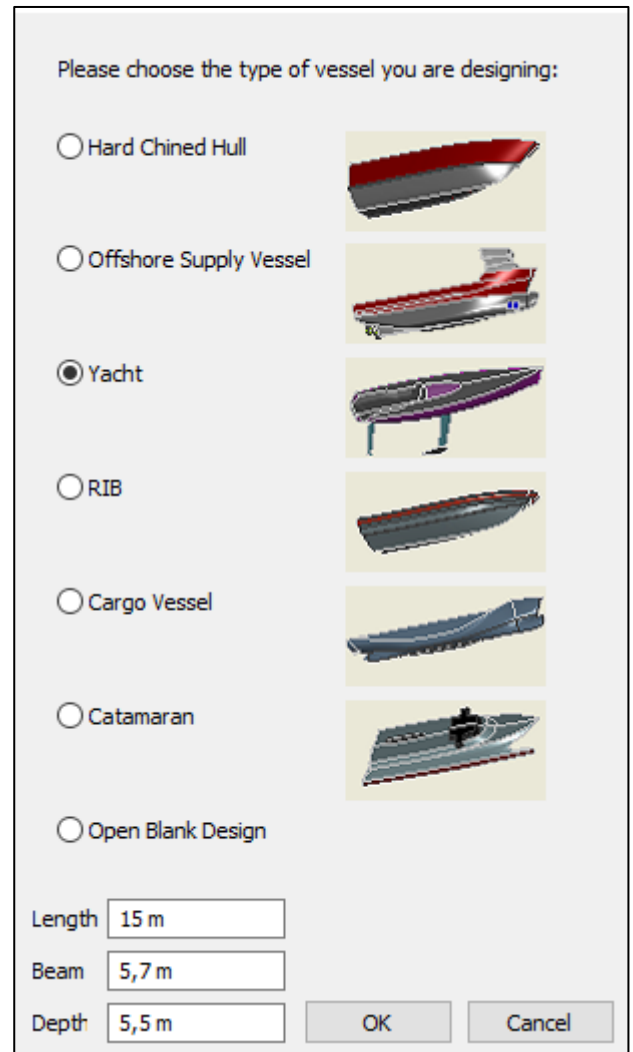 Please choose the type of vessel you are designing:
Hard Chined Hull
Offshore Supply Vessel
Yacht
RIB
Cargo Vessel
Catamaran
Open Blank Design
Length 15 m
Beam 5,7 m
Depth 5,5 m OK Cancel